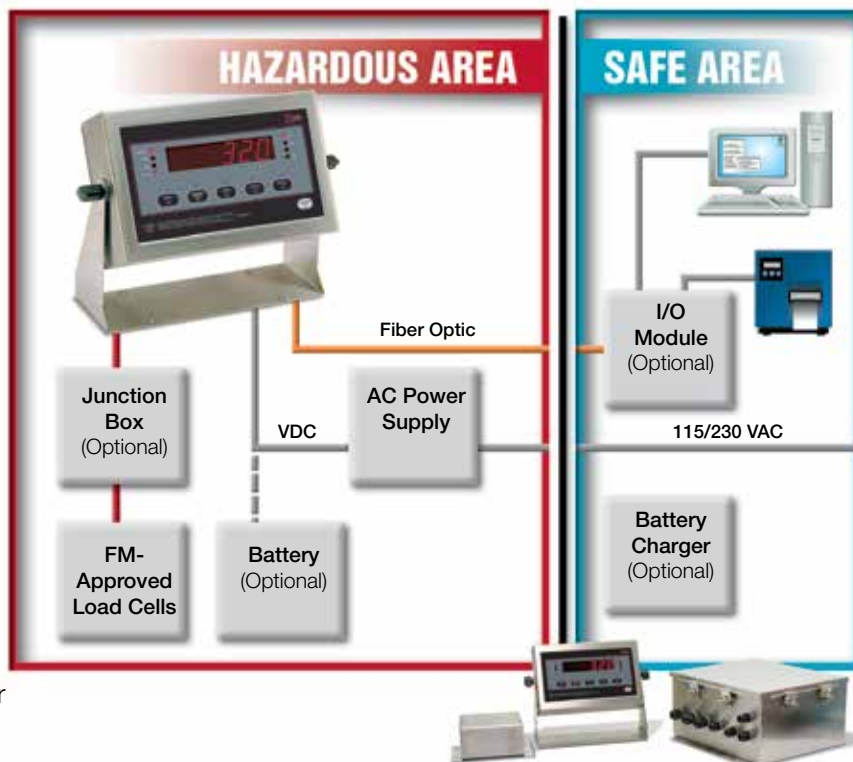 HAZARDOUS AREA
SAFE AREA
320
Fiber Optic
I/O
Module
(Optional)
Junction
Box
(Optional)
AC Power
Supply
VDC
115/230 VAC
FM-
Approved
Load Cells
Battery
(Optional)
Battery
Charger
(Optional)
r